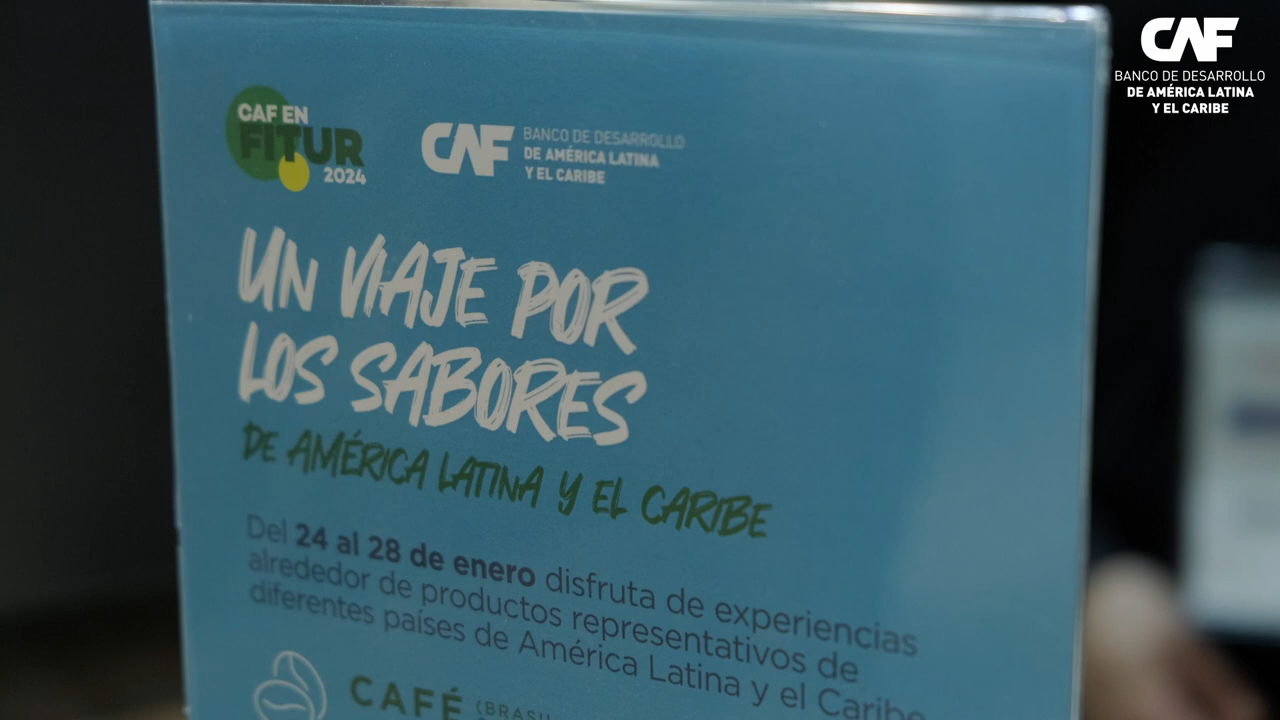 CAF
BANCO DE DESARROLLO
DE AMÉRICA LATINA
Y EL CARIBE
CAF EN
FITUR
2024
CAF
BANCO DE DESARROLLO
DE AMÉRICA LATINA
Y EL CARIBE
UN VIAJE POR
LOS SABORES
DE AMÉRICA LATINA Y EL CARIBE
Del 24 al 28 de enero disfruta de experiencias
alrededor de productos representativos de
diferentes países de América Latina y el Caribe
CAFÉ